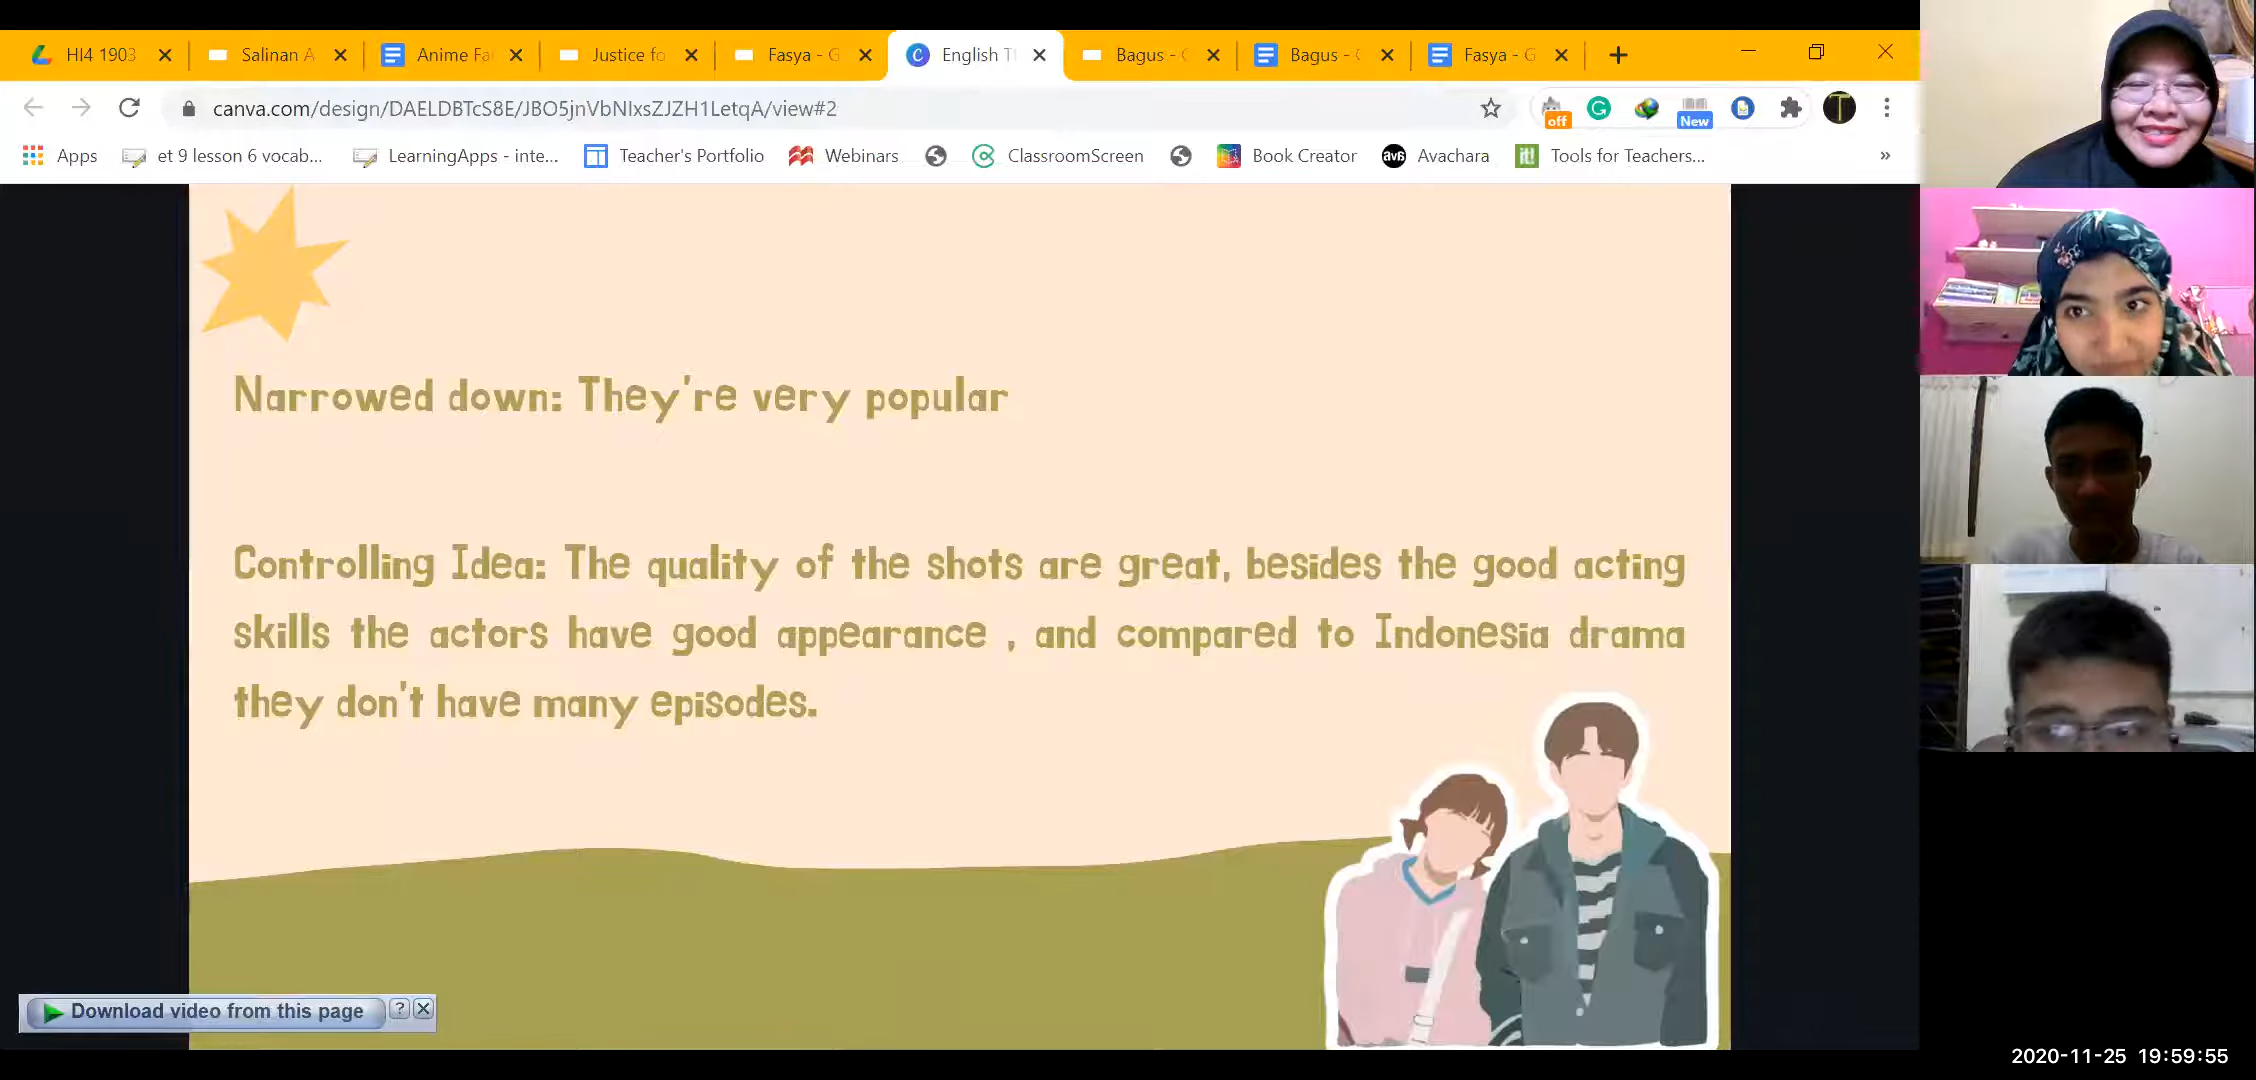 HI4 1903
Salinan A
Anime Fa
Justice fo
Fasya - G
English T
Bagus - G
Bagus - G
Fasya - G
canva.com/design/DAELDBTcS8E/JBO5jnVbNIxsZJZH1LetqA/view#2
off
New
Apps
et 9 lesson 6 vocab...
LearningApps - inte...
Teacher's Portfolio
Webinars
ClassroomScreen
Book Creator
ava
Avachara
it!
Tools for Teachers...
Narrowed down: They're very popular
Controlling Idea: The quality of the shots are great, besides the good acting
skills the actors have good appearance , and compared to Indonesia drama
they don't have many episodes.
Download video from this page
2020-11-25 19:59:55